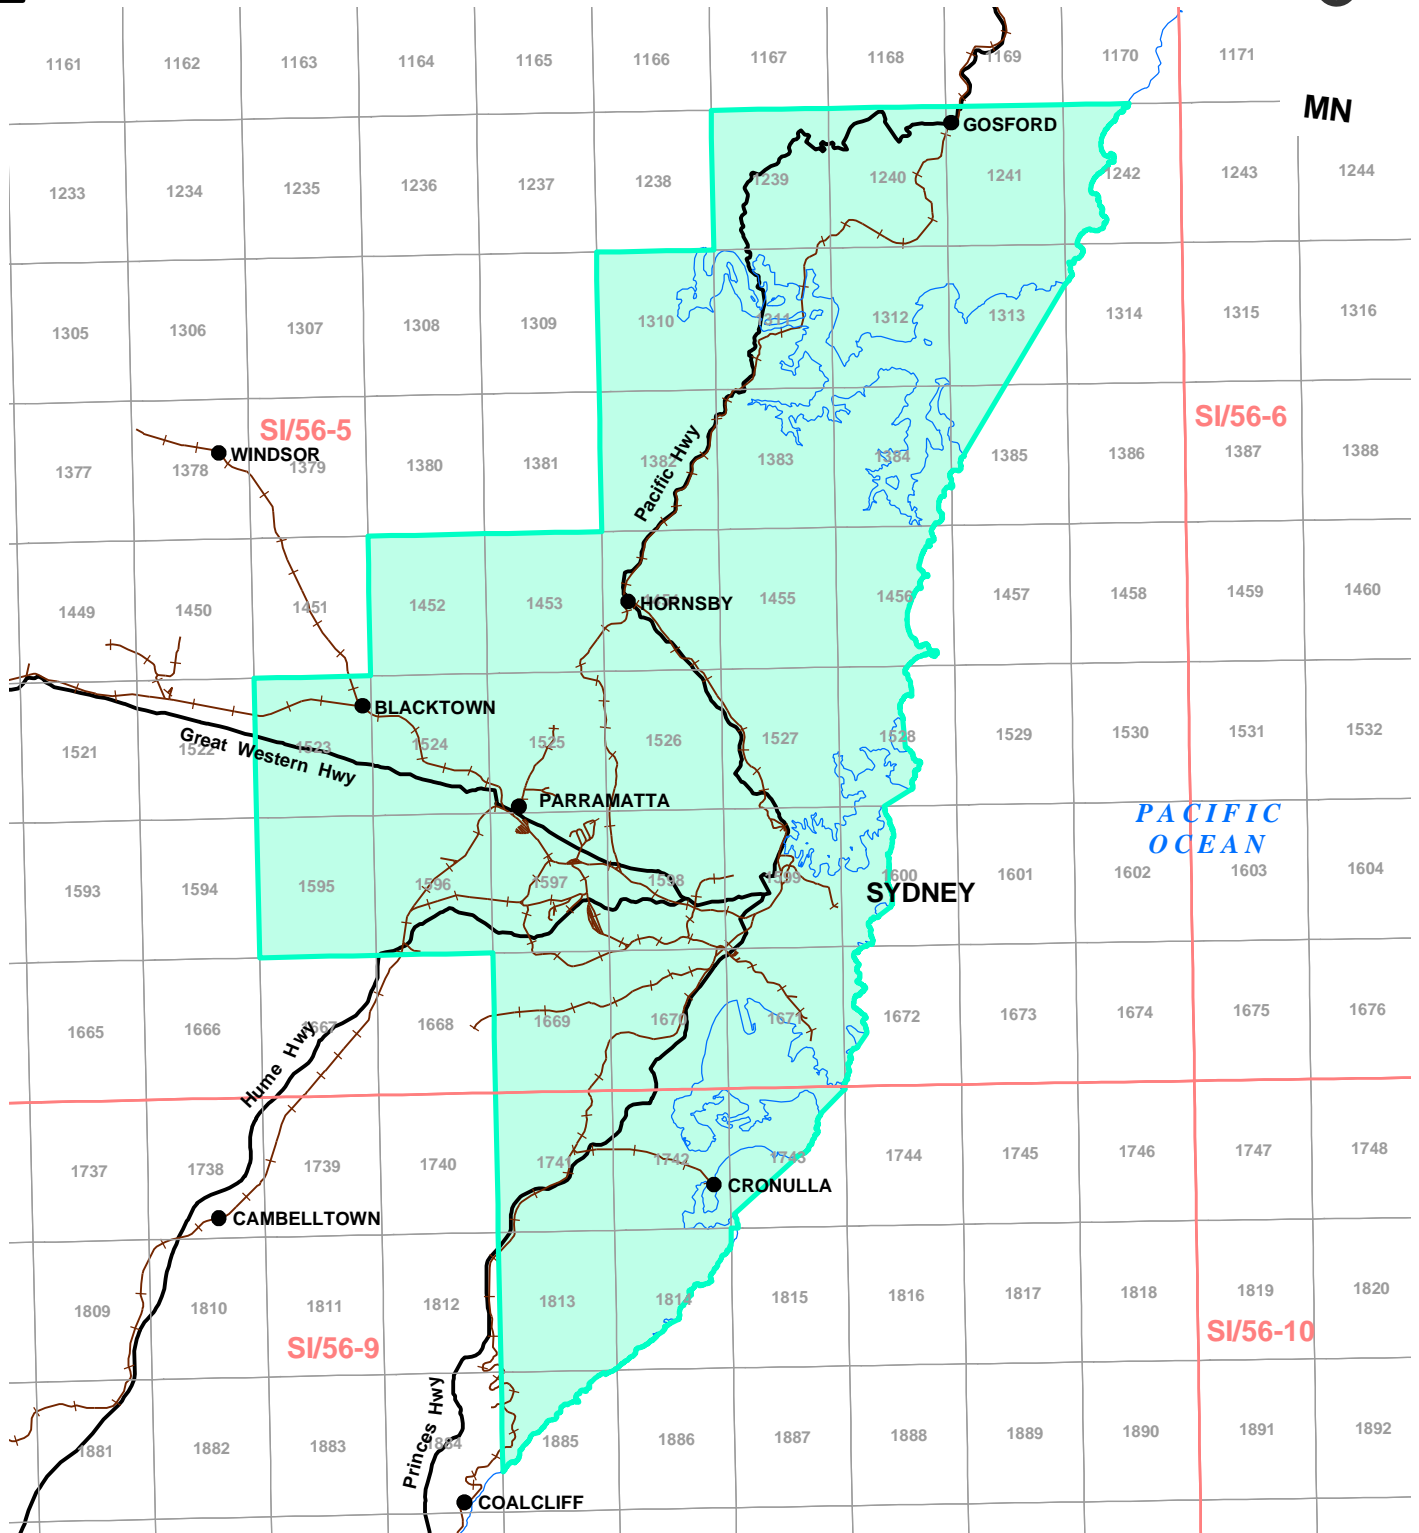 1161 1162 1163 1164 1165 1166 1167 1168 1169 1170 1171
MN
GOSFORD
1233 1234 1235 1236 1237 1238 1239 1240 1241 1242 1243 1244
1305 1306 1307 1308 1309 1310 1311 1312 1313 1314 1315 1316
SI/56-5
SI/56-6
WINDSOR
1377 1378 1379 1380 1381 1382 1383 1384 1385 1386 1387 1388
Pacific Hwy
1449 1450 1451 1452 1453 1455 1456 1457 1458 1459 1460
HORNSBY
BLACKTOWN
1521 1522 1523 1524 1525 1526 1527 1528 1529 1530 1531 1532
Great Western Hwy
PARRAMATTA
PACIFIC
OCEAN
1593 1594 1595 1596 1597 1598 1599 1600 1601 1602 1603 1604
SYDNEY
1665 1666 1667 1668 1669 1670 1671 1672 1673 1674 1675 1676
Hume Hwy
1737 1738 1739 1740 1741 1742 1743 1744 1745 1746 1747 1748
CRONULLA
CAMBELLTOWN
1809 1810 1811 1812 1813 1814 1815 1816 1817 1818 1819 1820
SI/56-9
SI/56-10
Princes Hwy
1881 1882 1883 1884 1885 1886 1887 1888 1889 1890 1891 1892
COALCLIFF